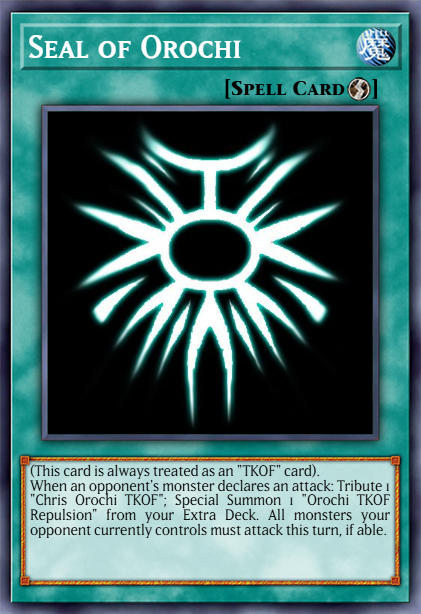 Seal of Orochi
魔
[Spell Card]
(This card is always treated as an "TKOF" card).
When an opponent's monster declares an attack: Tribute 1
"Chris Orochi TKOF"; Special Summon 1 "Orochi TKOF
Repulsion" from your Extra Deck. All monsters your
opponent currently controls must attack this turn, if able.